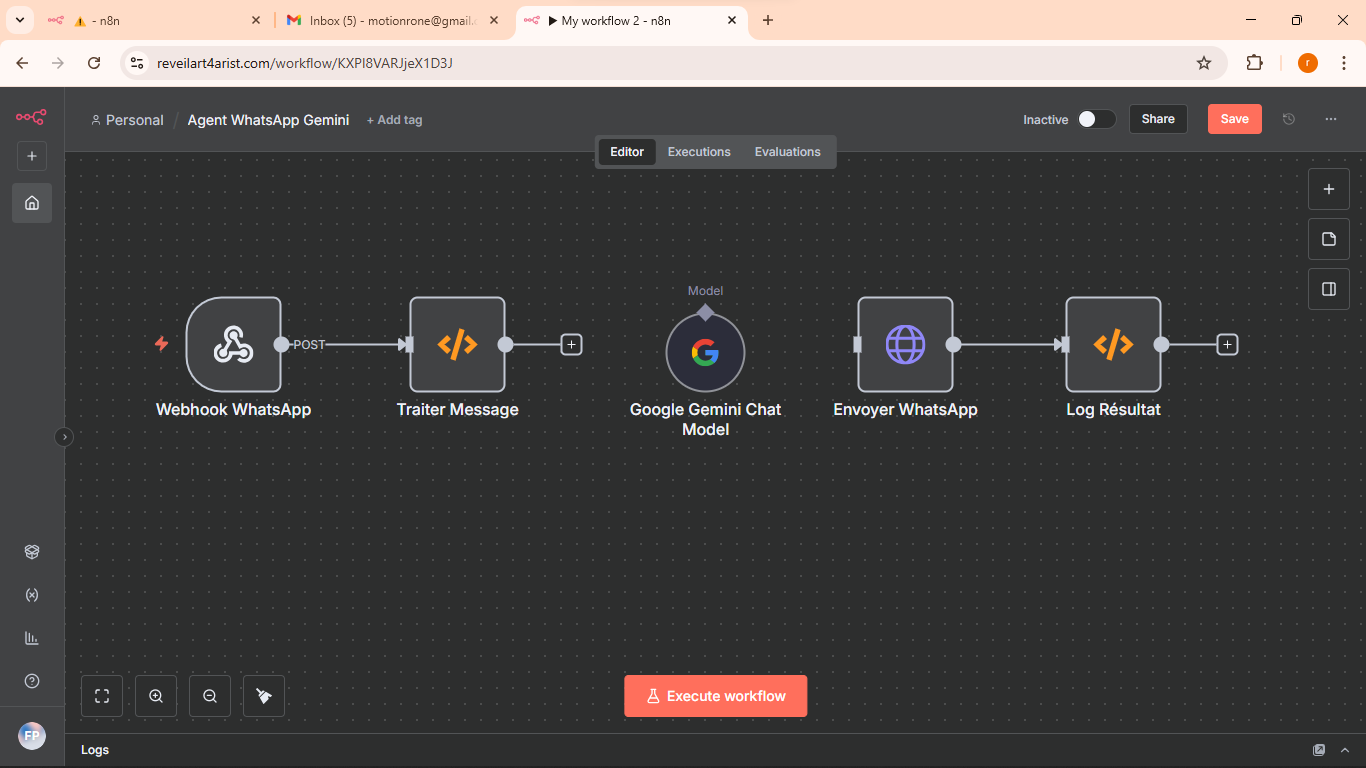 - n8n
Inbox (5) - motionrone@gmail.c
My workflow 2 - n8n
reveilart4arist.com/workflow/KXPI8VARJjeX1D3J
r
Personal / Agent WhatsApp Gemini + Add tag
Inactive
Share
Save
Editor
Executions
Evaluations
Model
POST
Webhook WhatsApp
Traiter Message
Google Gemini Chat
Model
Envoyer WhatsApp
Log Résultat
Execute workflow
FP
Logs